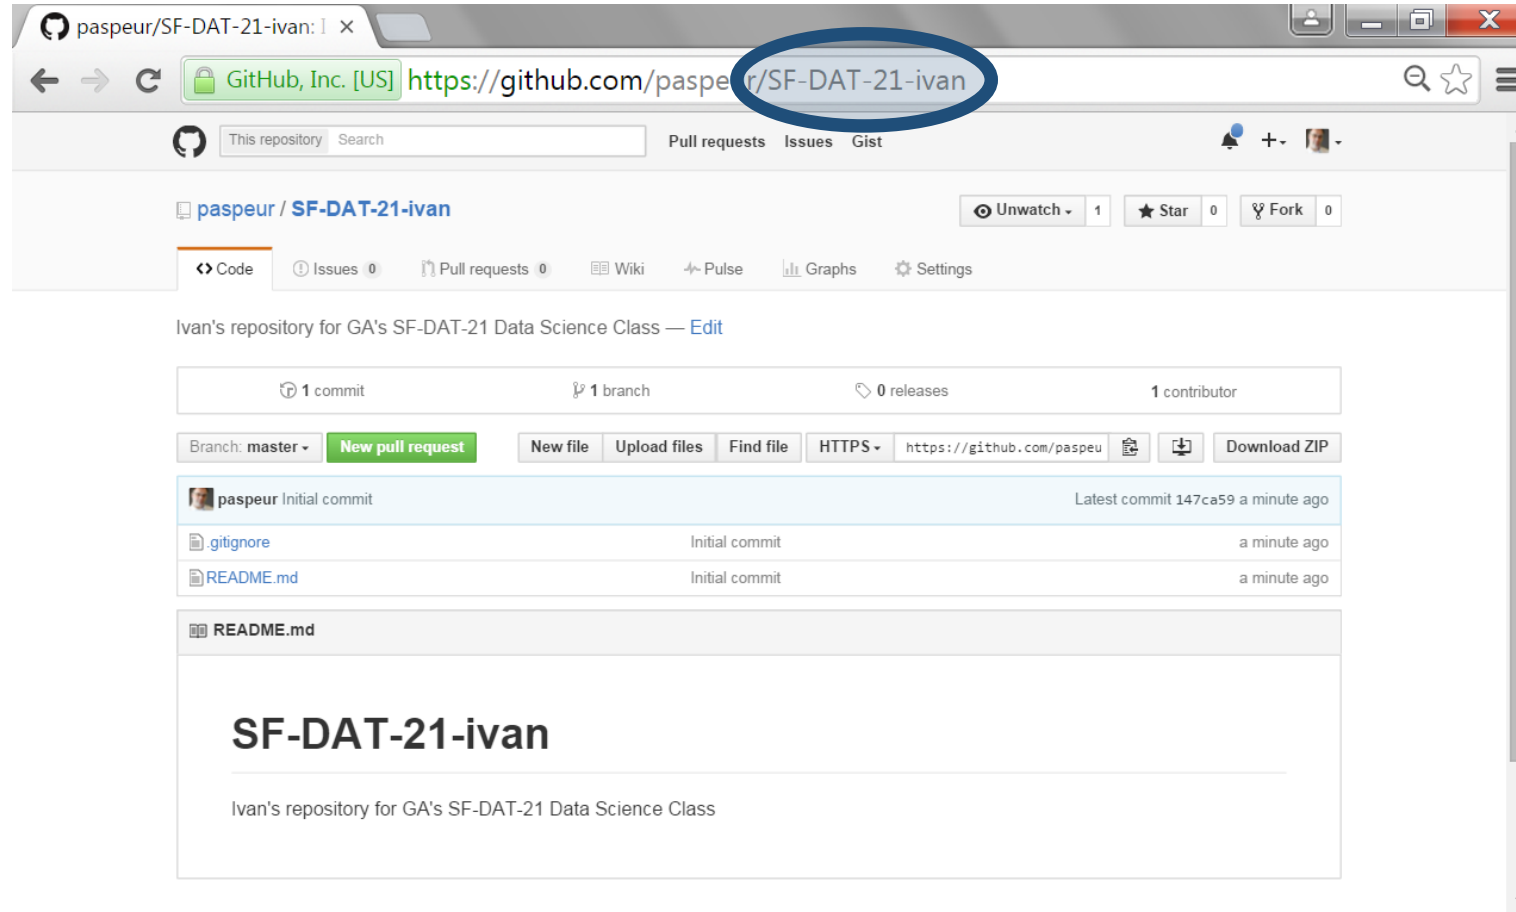 paspeur/SF-DAT-21-ivan: I
GitHub, Inc. [US] https://github.com/paspeur/SF-DAT-21-ivan
This repository Search Pull requests Issues Gist
paspeur / SF-DAT-21-ivan Unwatch 1 Star 0 Fork 0
Code Issues 0 Pull requests 0 Wiki Pulse Graphs Settings
Ivan's repository for GA's SF-DAT-21 Data Science Class — Edit
1 commit 1 branch 0 releases 1 contributor
Branch: master New pull request New file Upload files Find file HTTPS https://github.com/paspeu Download ZIP
paspeur Initial commit Latest commit 147ca59 a minute ago
.gitignore Initial commit a minute ago
README.md Initial commit a minute ago
README.md
SF-DAT-21-ivan
Ivan's repository for GA's SF-DAT-21 Data Science Class